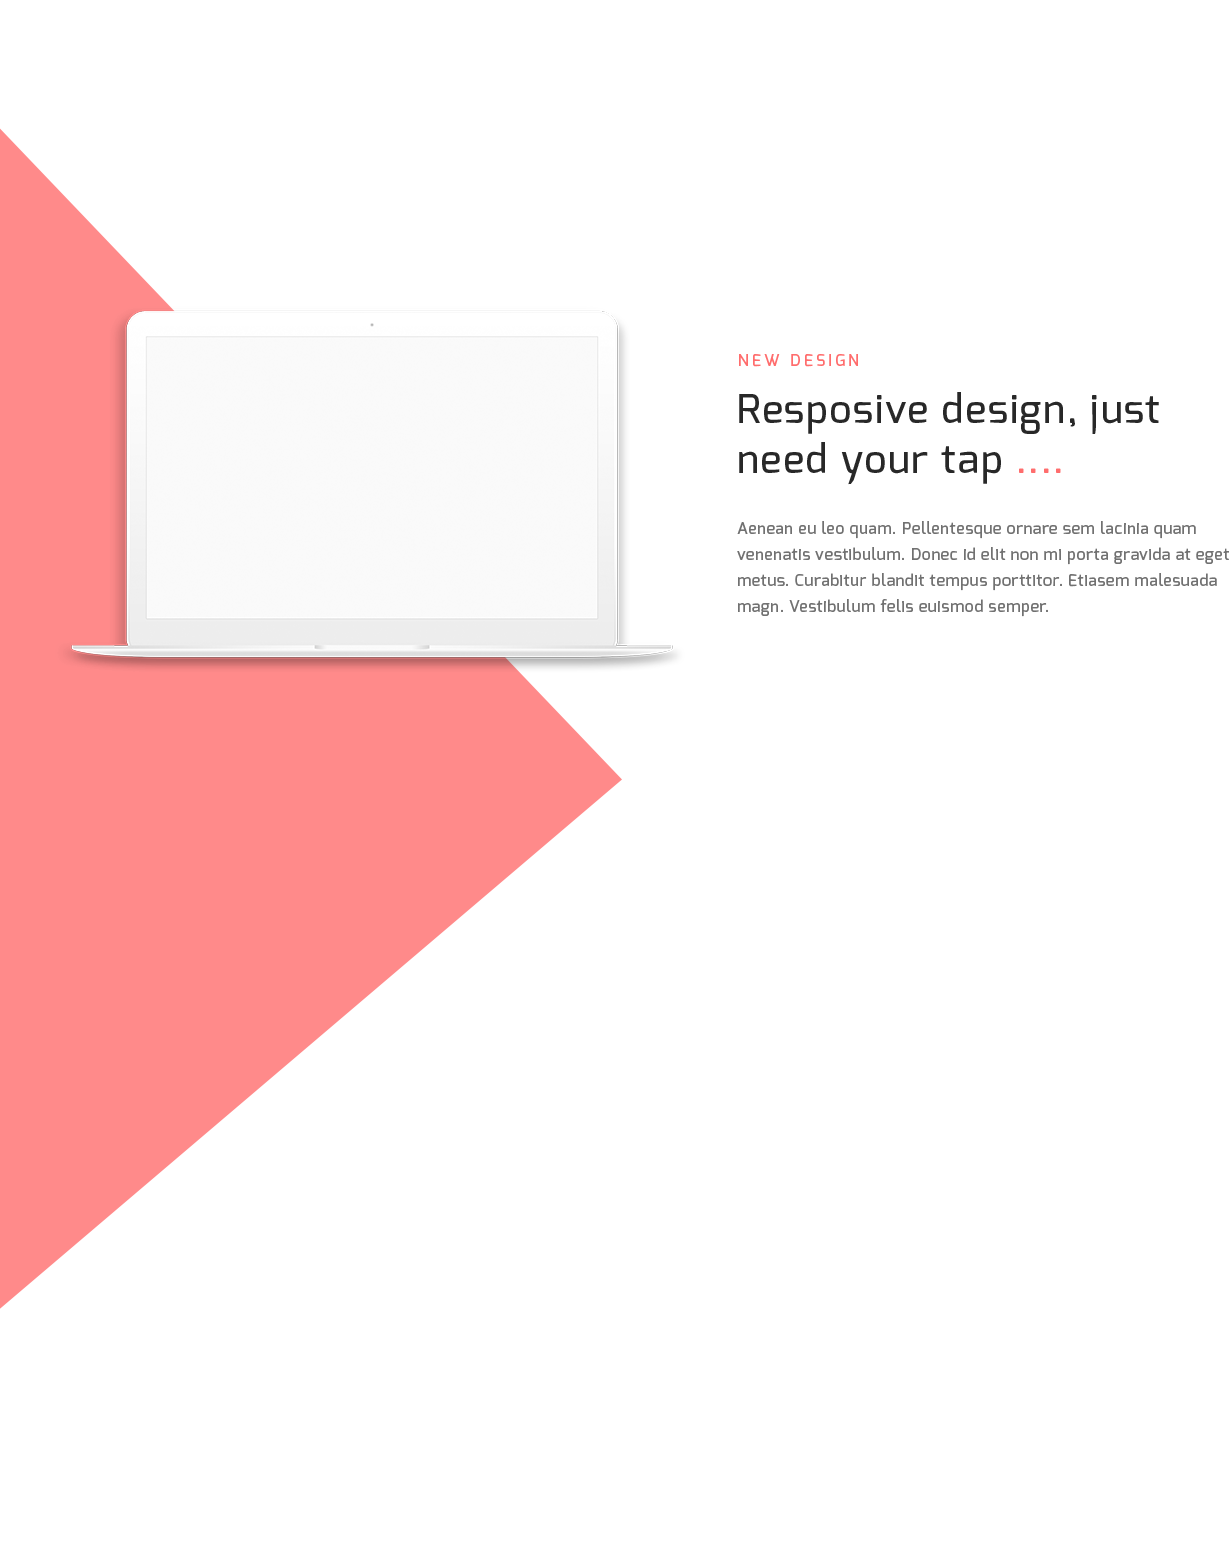 NEW DESIGN
Resposive design, just
need your tap ....
Aenean eu leo quam. Pellentesque ornare sem lacinia quam
venenatis vestibulum. Donec id elit non mi porta gravida at eget
metus. Curabitur blandit tempus porttitor. Etiasem malesuada
magn. Vestibulum felis euismod semper.